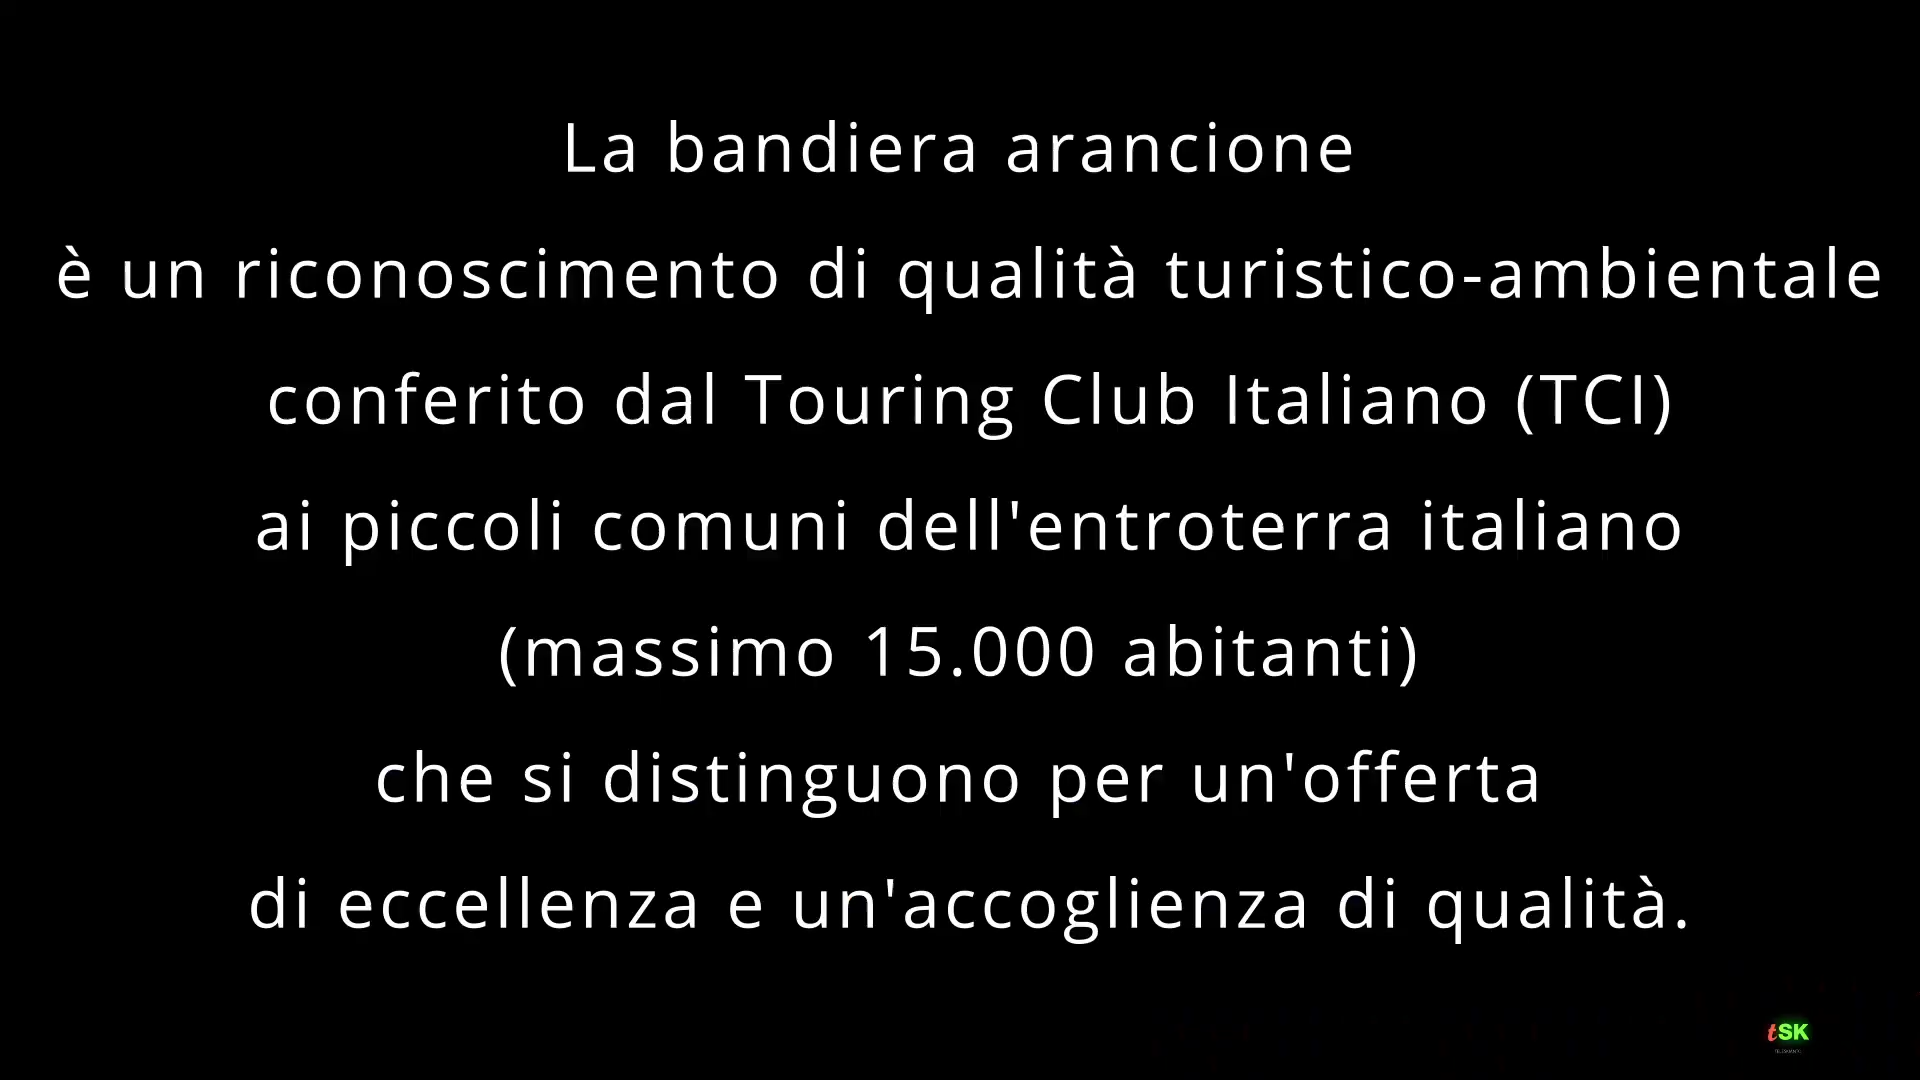 La bandiera arancione
è un riconoscimento di qualità turistico-ambientale
conferito dal Touring Club Italiano (TCI)
ai piccoli comuni dell'entroterra italiano
(massimo 15.000 abitanti)
che si distinguono per un'offerta
di eccellenza e un'accoglienza di qualità.
tSK